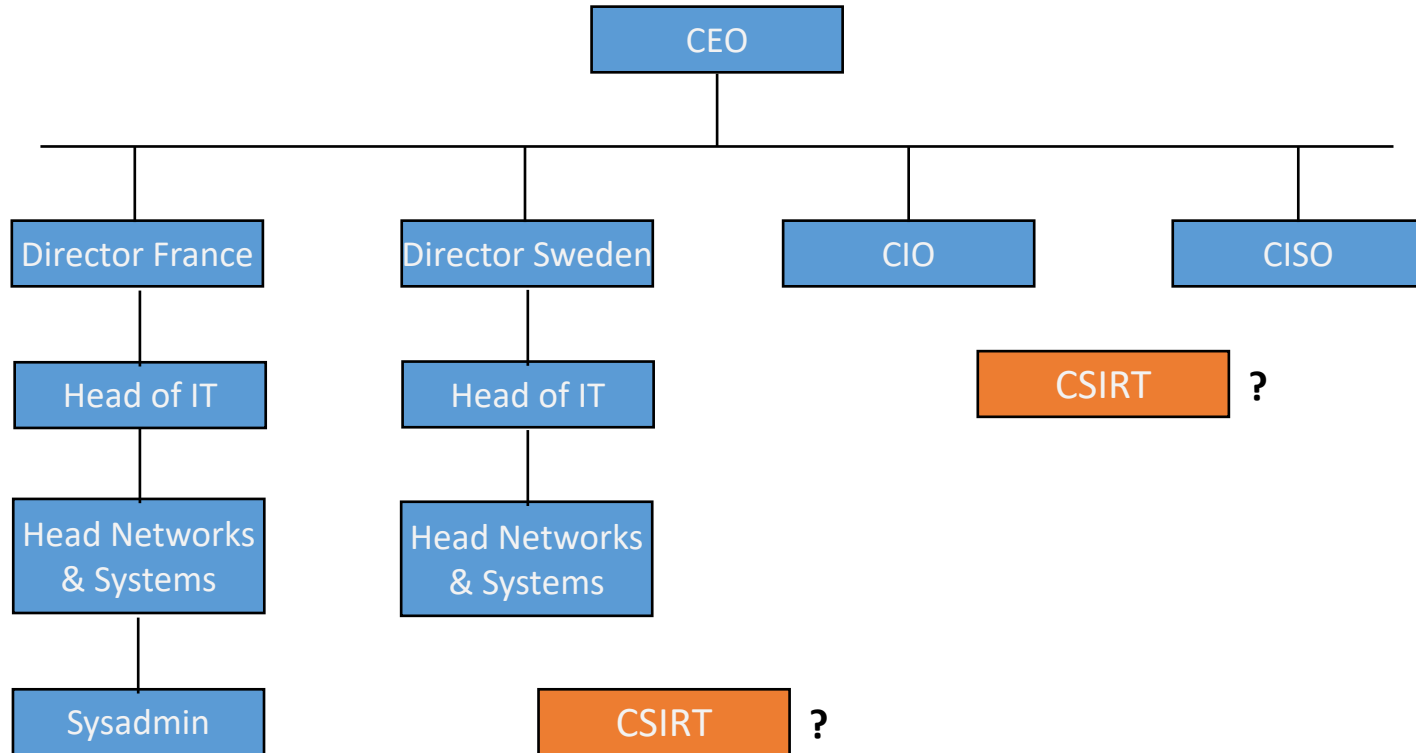 CEO
Director France
Director Sweden
CIO
CISO
CSIRT
?
Head of IT
Head of IT
Head Networks
& Systems
Head Networks
& Systems
Sysadmin
CSIRT
?